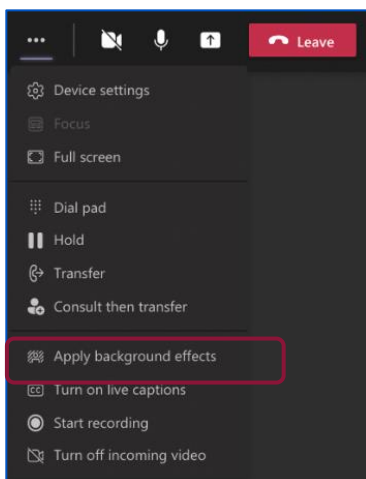 Leave
Device settings
Focus
Full screen
Dial pad
Hold
Transfer
Consult then transfer
Apply background effects
CC Turn on live captions
Start recording
Turn off incoming video